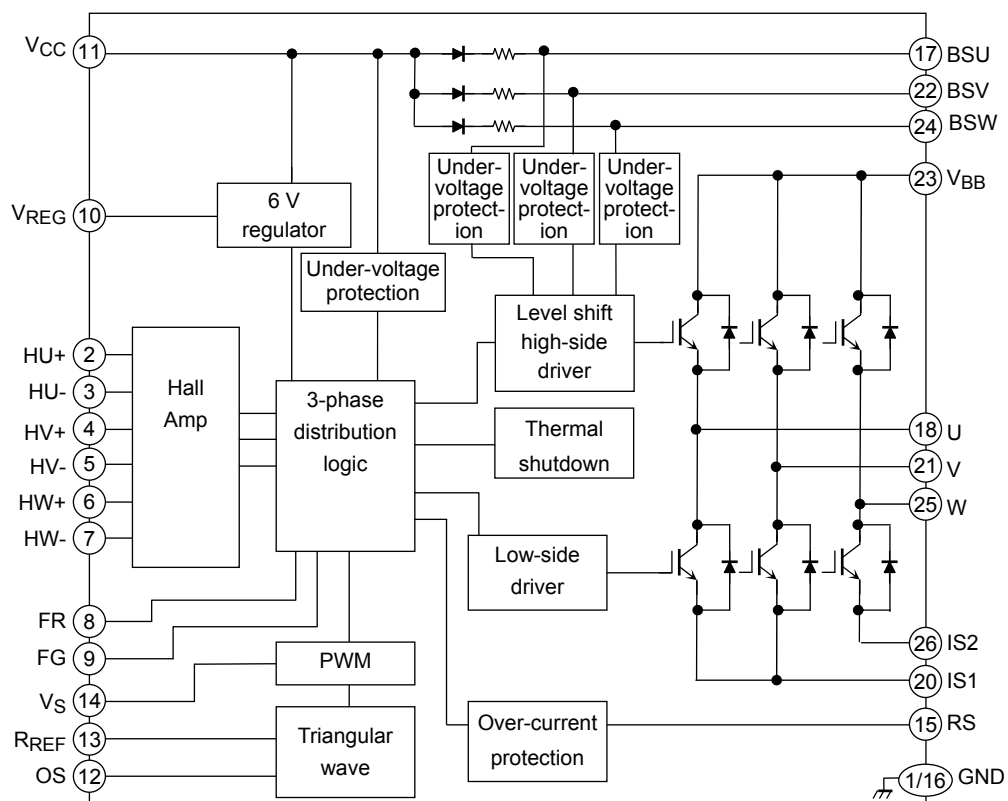 VCC 11
17 BSU
22 BSV
24 BSW
Under-
voltage
protect-
ion
Under-
voltage
protect-
ion
Under-
voltage
protect-
ion
23 VBB
VREG 10
6 V
regulator
Under-voltage
protection
Level shift
high-side
driver
HU+ 2
HU- 3
HV+ 4
HV- 5
HW+ 6
HW- 7
Hall
Amp
3-phase
distribution
logic
Thermal
shutdown
18 U
21 V
25 W
Low-side
driver
FR 8
FG 9
VS 14
RREF 13
OS 12
PWM
Triangular
wave
Over-current
protection
26 IS2
20 IS1
15 RS
1/16 GND